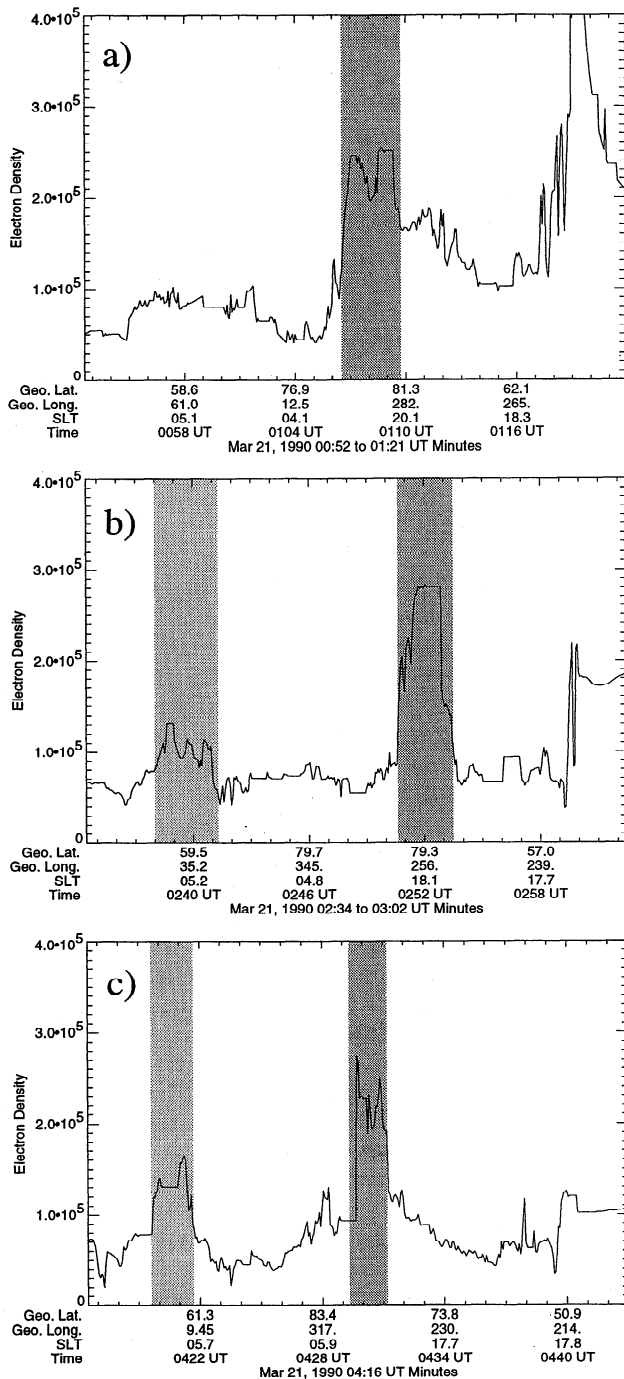 a)
4.0•10⁵
3.0•10⁵
2.0•10⁵
1.0•10⁵
0
Electron Density
Geo. Lat. 58.6 76.9 81.3 62.1
Geo. Long. 61.0 12.5 282. 265.
SLT 05.1 04.1 20.1 18.3
Time 0058 UT 0104 UT 0110 UT 0116 UT
Mar 21, 1990 00:52 to 01:21 UT Minutes
b)
4.0•10⁵
3.0•10⁵
2.0•10⁵
1.0•10⁵
0
Electron Density
Geo. Lat. 59.5 79.7 79.3 57.0
Geo. Long. 35.2 345. 256. 239.
SLT 05.2 04.8 18.1 17.7
Time 0240 UT 0246 UT 0252 UT 0258 UT
Mar 21, 1990 02:34 to 03:02 UT Minutes
c)
4.0•10⁵
3.0•10⁵
2.0•10⁵
1.0•10⁵
0
Electron Density
Geo. Lat. 61.3 83.4 73.8 50.9
Geo. Long. 9.45 317. 230. 214.
SLT 05.7 05.9 17.7 17.8
Time 0422 UT 0428 UT 0434 UT 0440 UT
Mar 21, 1990 04:16 UT Minutes